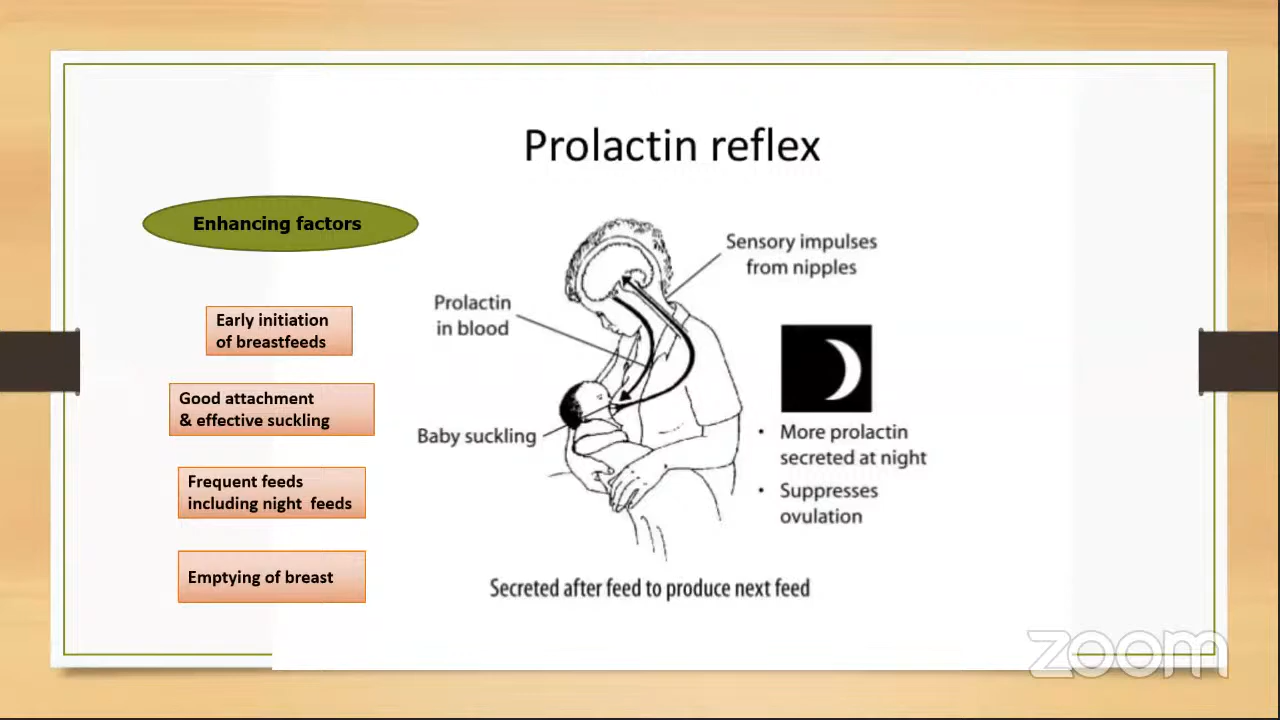 Prolactin reflex
Enhancing factors
Early initiation
of breastfeeds
Good attachment
& effective suckling
Frequent feeds
including night  feeds
Emptying of breast
Sensory impulses
from nipples
Prolactin
in blood
Baby suckling
• More prolactin
secreted at night
• Suppresses
ovulation
Secreted after feed to produce next feed
zoom